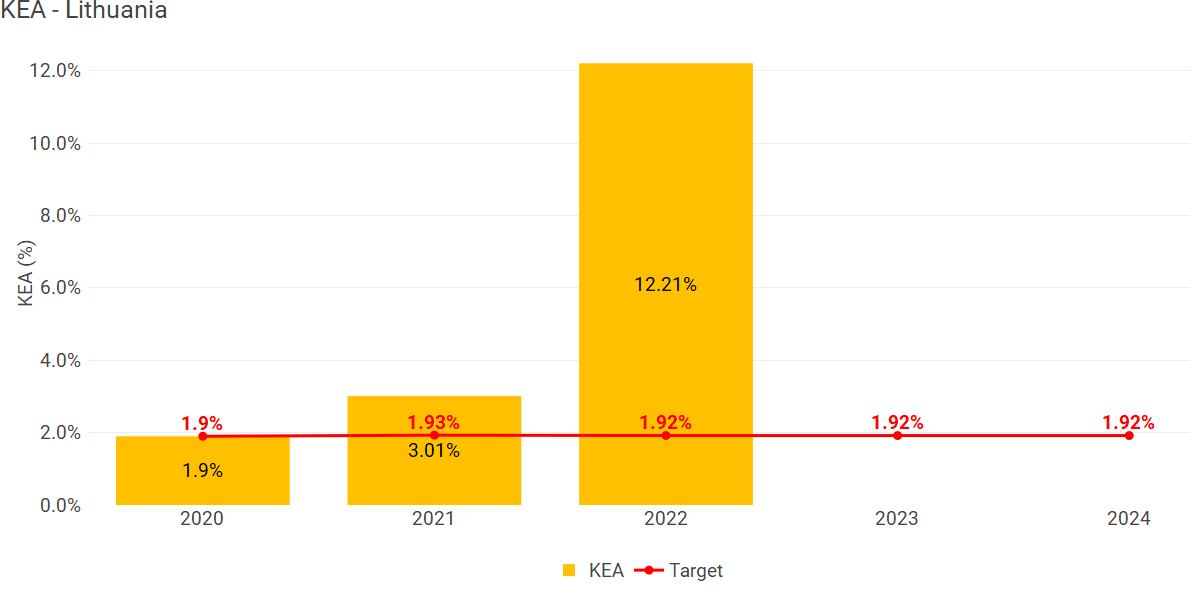 KEA - Lithuania
KEA (%)
12.0%
10.0%
8.0%
6.0%
4.0%
2.0%
0.0%
1.9% 1.93% 1.92% 1.92% 1.92%
1.9% 3.01% 12.21%
2020 2021 2022 2023 2024
KEA Target